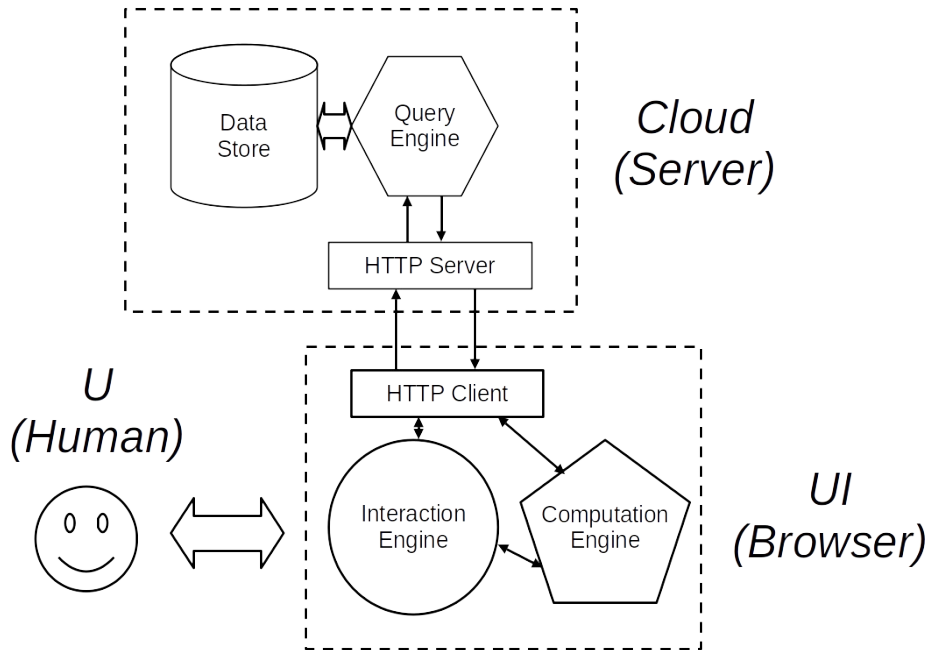 Data
Store
Query
Engine
Cloud
(Server)
HTTP Server
HTTP Client
U
(Human)
Interaction
Engine
Computation
Engine
UI
(Browser)